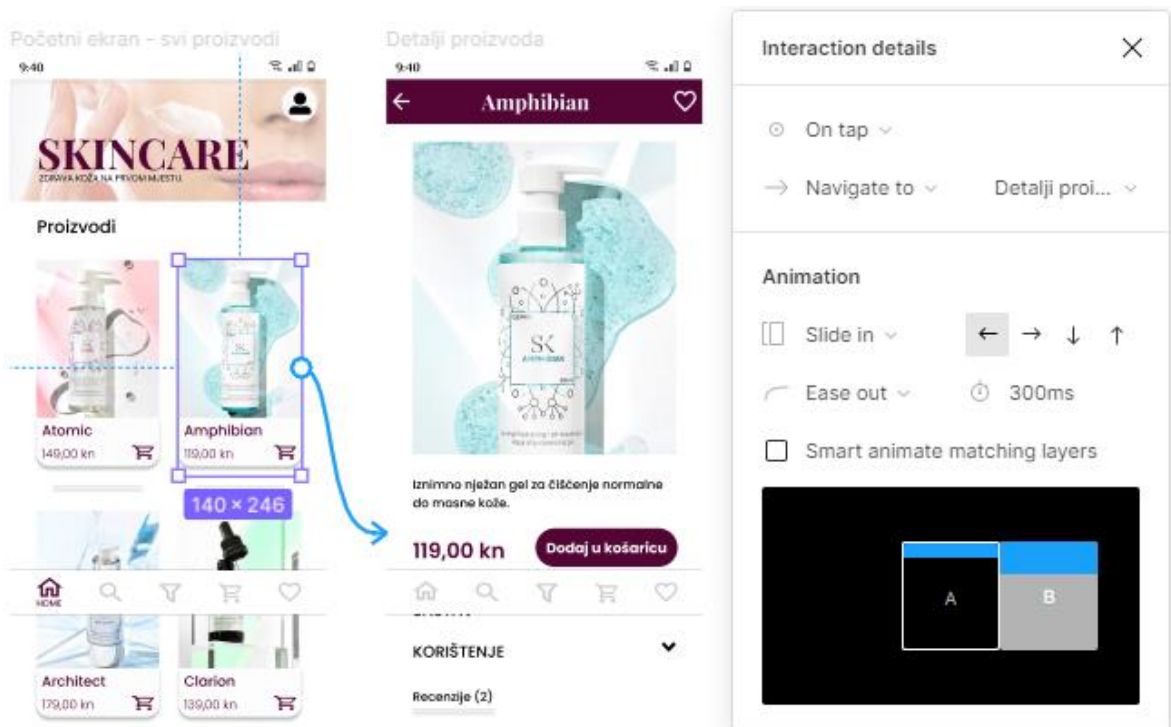 Početni ekran - svi proizvodi
9:40
SKINCARE
ZDRAVA KOŽA NA PRVOM MJESTU.
Proizvodi
Atomic
149,00 kn
Amphibian
119,00 kn
140 × 246
HOME
Architect
179,00 kn
Clarion
139,00 kn
Detalji proizvoda
9:40
Amphibian
SK
AMPHIBIAN
Iznimno nježan gel za čišćenje normalne
do masne kože.
119,00 kn
Dodaj u košaricu
KORIŠTENJE
Recenzije (2)
Interaction details
On tap
Navigate to
Detalji proi...
Animation
Slide in
Ease out
300ms
Smart animate matching layers
A
B